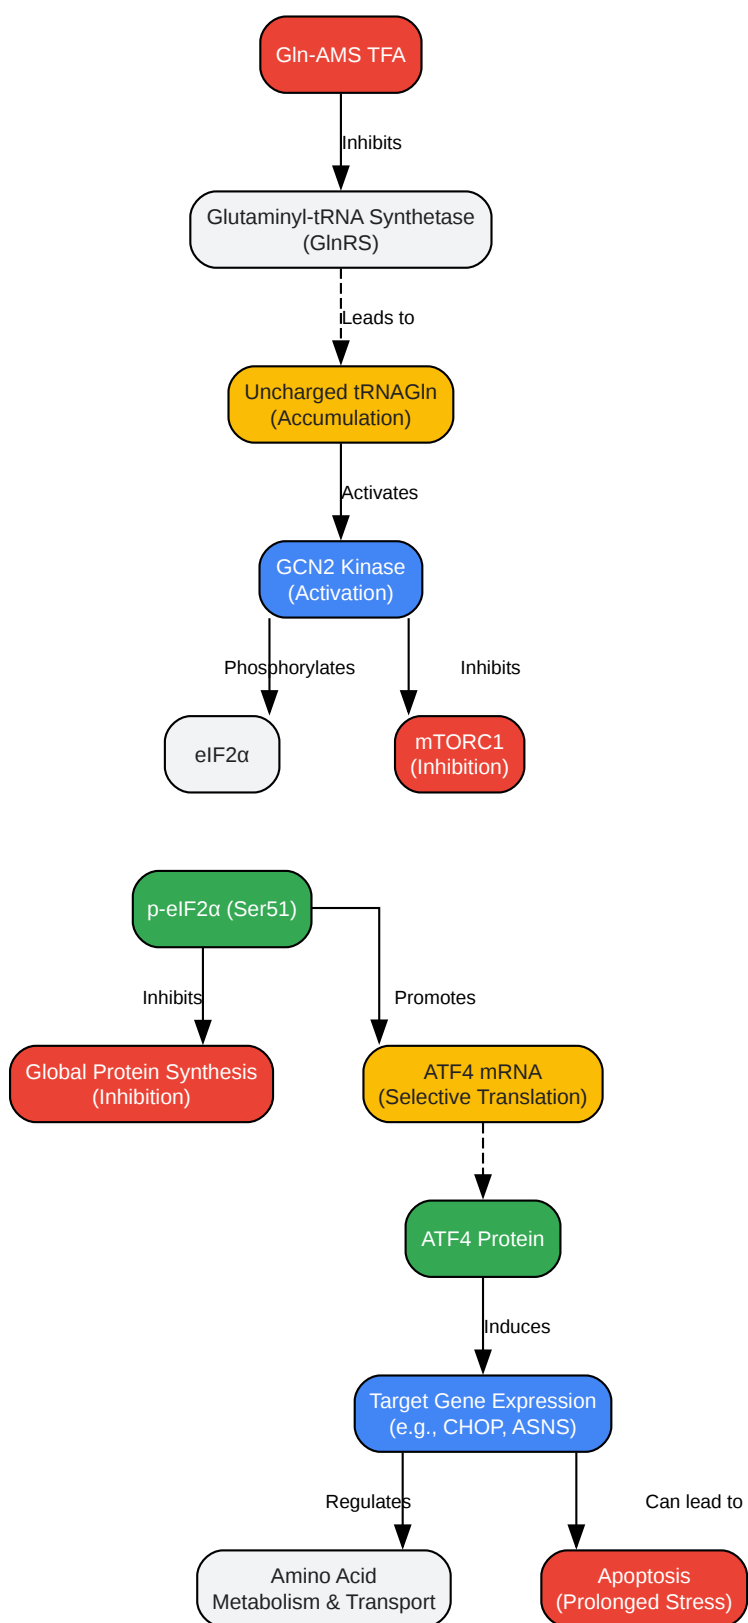 Gln-AMS TFA
Inhibits
Glutaminyl-tRNA Synthetase
(GlnRS)
Leads to
Uncharged tRNAGln
(Accumulation)
Activates
GCN2 Kinase
(Activation)
Phosphorylates
Inhibits
eIF2α
mTORC1
(Inhibition)
p-eIF2α (Ser51)
Inhibits
Promotes
Global Protein Synthesis
(Inhibition)
ATF4 mRNA
(Selective Translation)
ATF4 Protein
Induces
Target Gene Expression
(e.g., CHOP, ASNS)
Regulates
Can lead to
Amino Acid
Metabolism & Transport
Apoptosis
(Prolonged Stress)